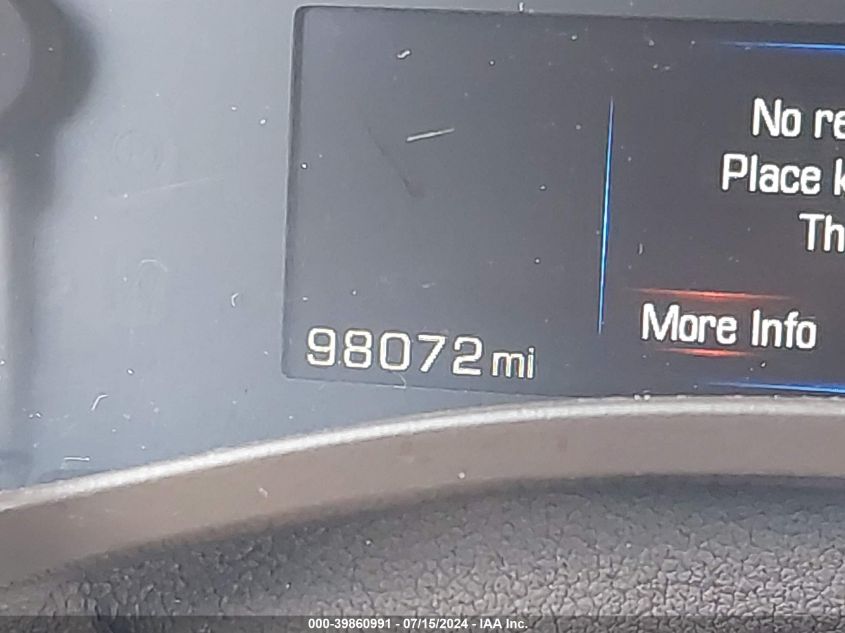 No re
Place k
Th
More Info
98072 mi
000-39860991 - 07/15/2024 - IAA Inc.